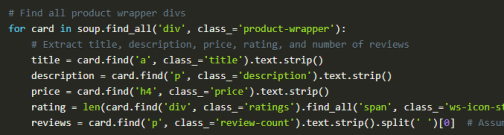 # Find all product wrapper divs
for card in soup.find_all('div', class_='product-wrapper'):
# Extract title, description, price, rating, and number of reviews
title = card.find('a', class_='title').text.strip()
description = card.find('p', class_='description').text.strip()
price = card.find('h4', class_='price').text.strip()
rating = len(card.find('div', class_='ratings').find_all('span', class_='ws-icon-st
reviews = card.find('p', class_='review-count').text.strip().split(' ')[0]  # Assum